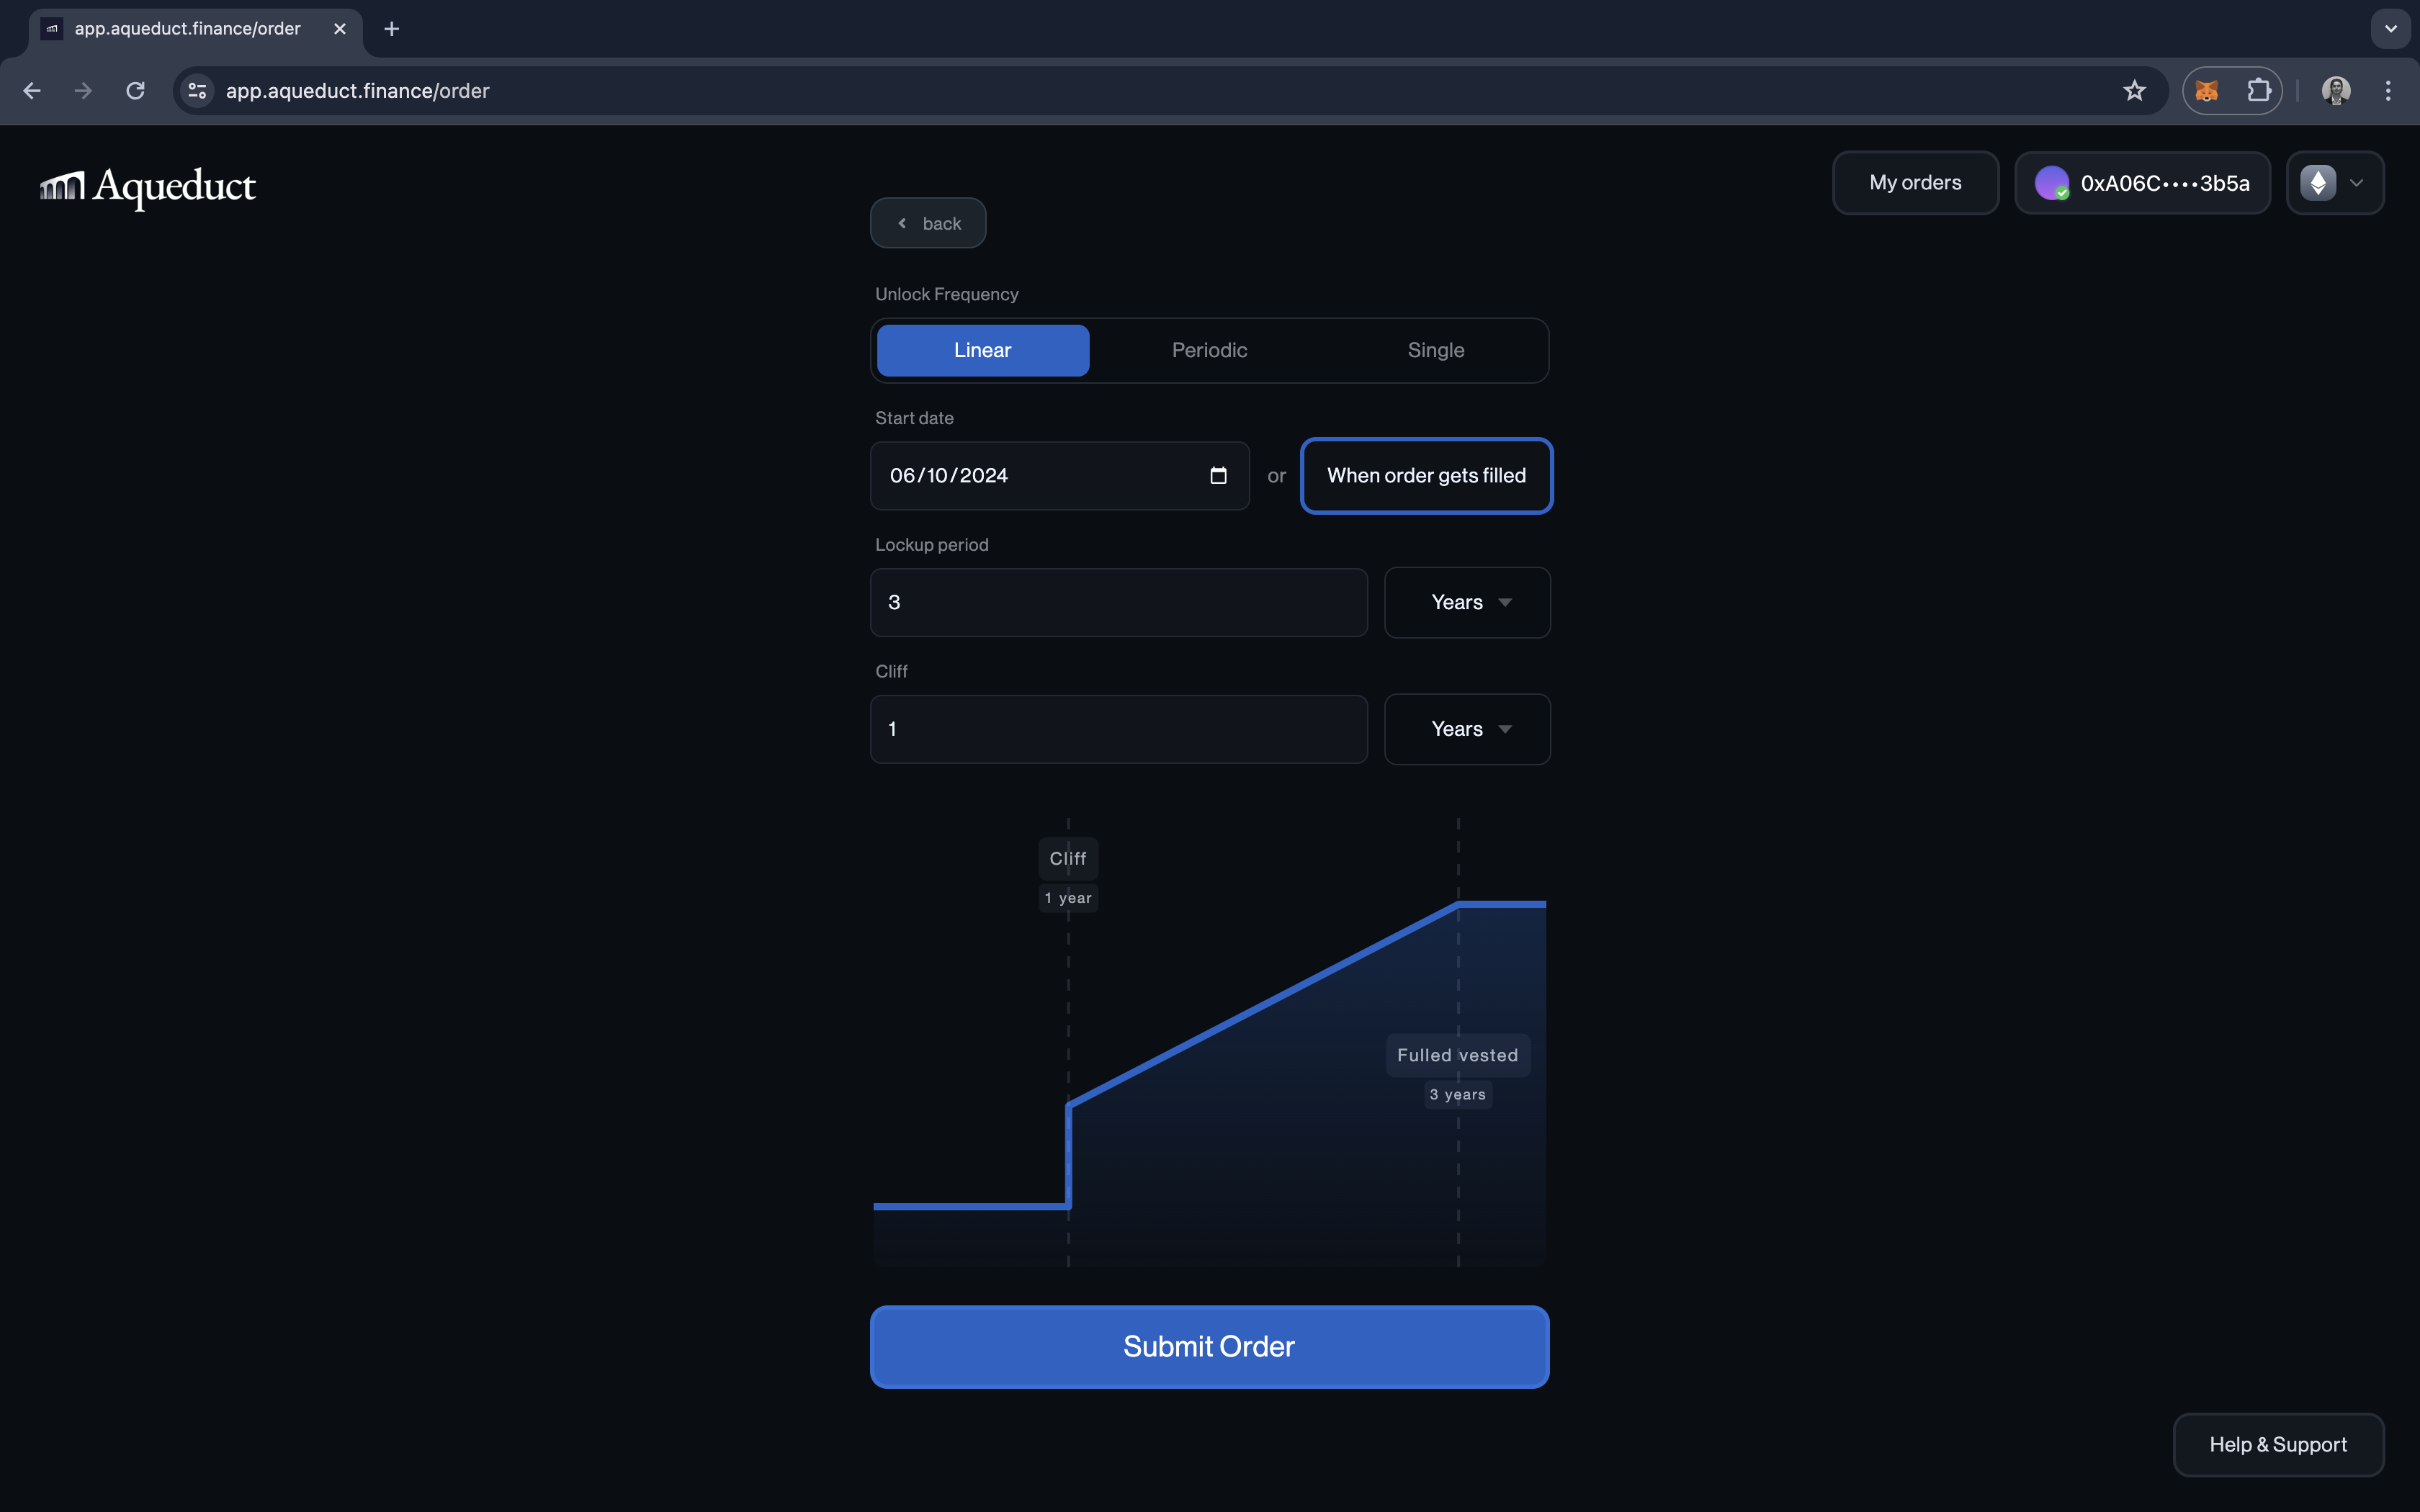 app.aqueduct.finance/order
app.aqueduct.finance/order
Aqueduct
My orders
0xA06C····3b5a
back
Unlock Frequency
Linear Periodic Single
Start date
06/10/2024 or When order gets filled
Lockup period
3 Years
Cliff
1 Years
Cliff
1 year
Fulled vested
3 years
Submit Order
Help & Support